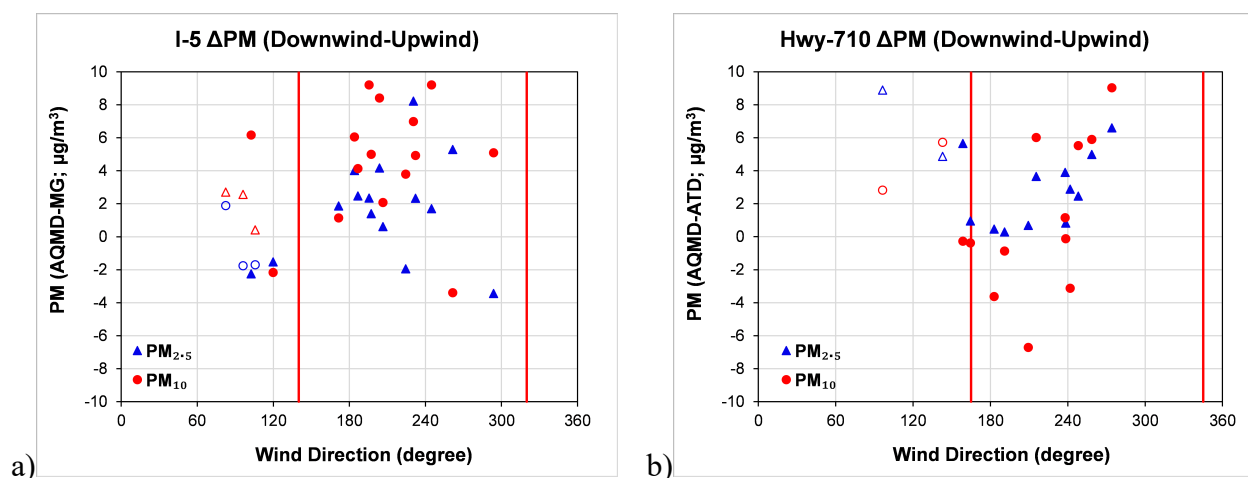 I-5 ΔPM (Downwind-Upwind)
PM (AQMD-MG; µg/m³)
10
8
6
4
2
0
-2
-4
-6
-8
-10
PM₂.₅
PM₁₀
0 60 120 180 240 300 360
Wind Direction (degree)
a)
Hwy-710 ΔPM (Downwind-Upwind)
PM (AQMD-ATD; µg/m³)
10
8
6
4
2
0
-2
-4
-6
-8
-10
PM₂.₅
PM₁₀
0 60 120 180 240 300 360
Wind Direction (degree)
b)